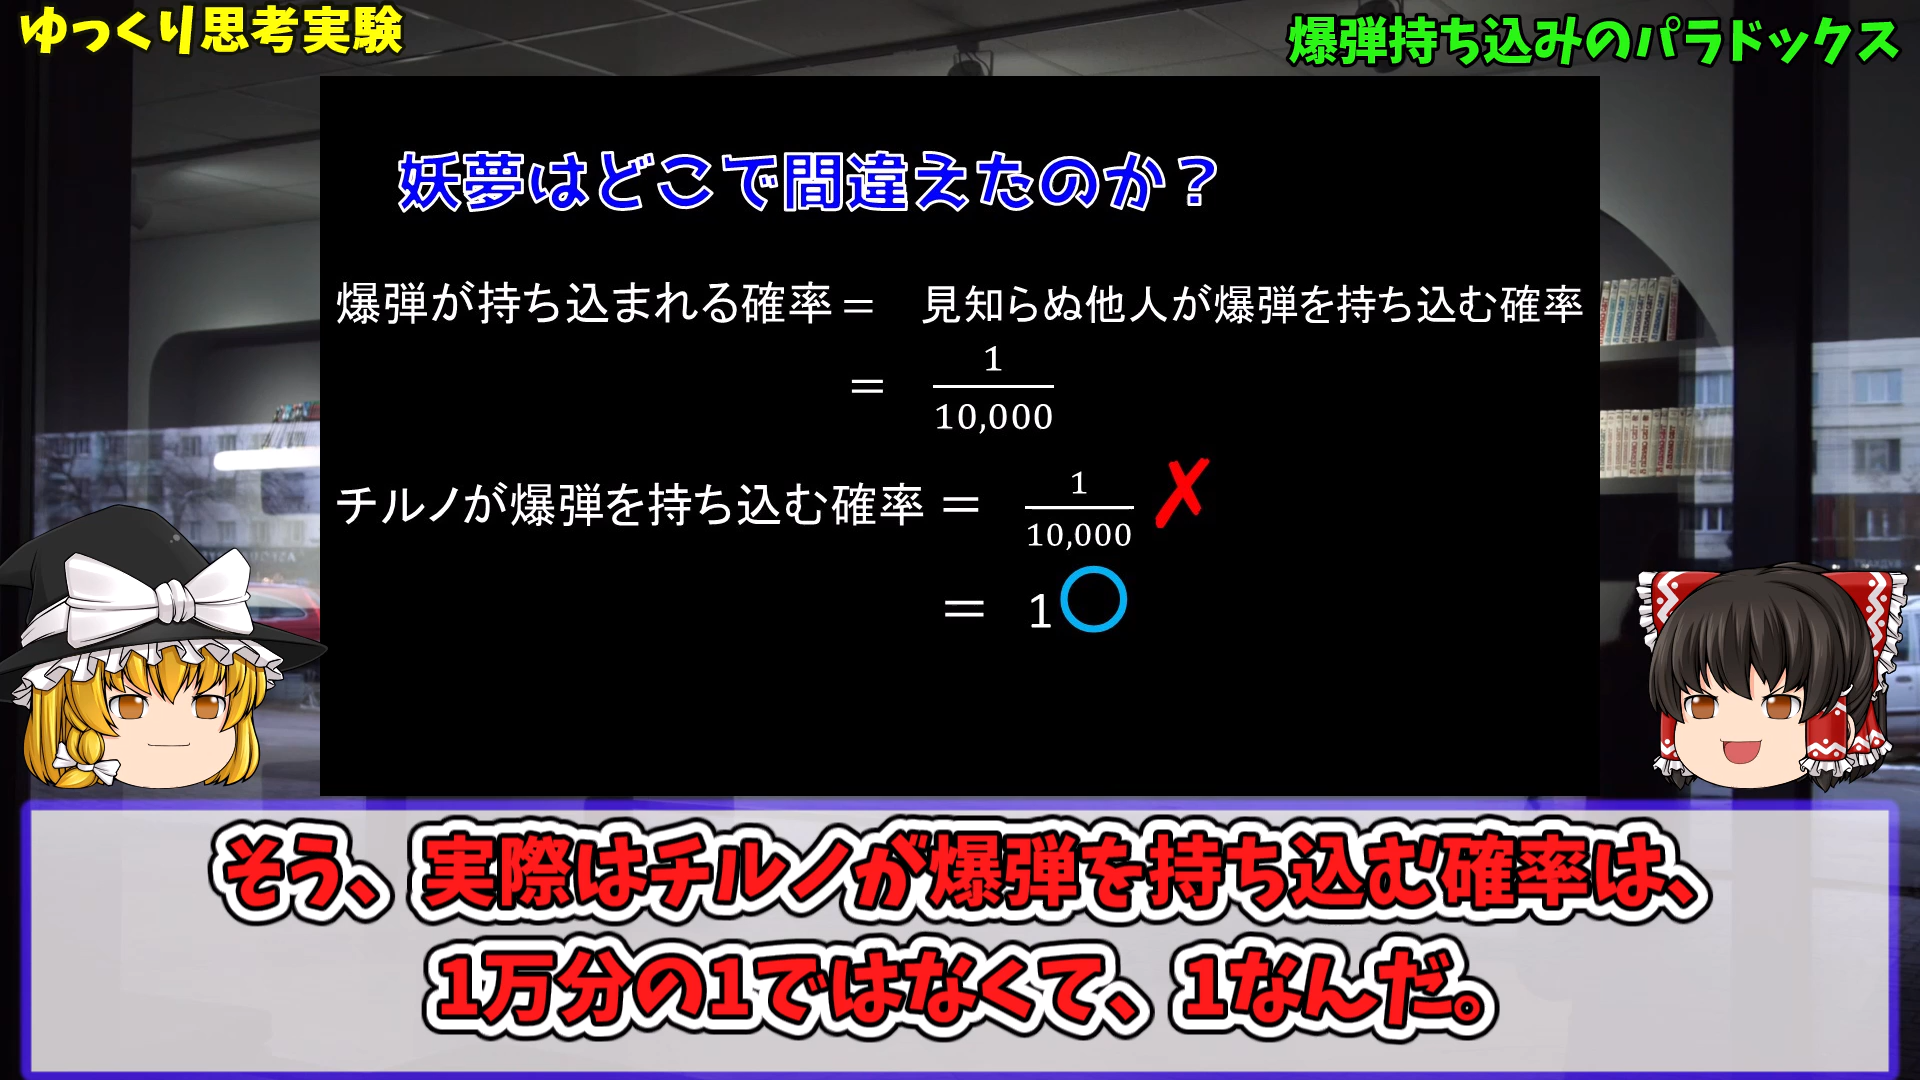 ゆっくり思考実験
爆弾持ち込みのパラドックス
妖夢はどこで間違えたのか？
爆弾が持ち込まれる確率 = 見知らぬ他人が爆弾を持ち込む確率
= 1/10,000
チルノが爆弾を持ち込む確率 = 1/10,000 ✗
= 1 ○
そう、実際はチルノが爆弾を持ち込む確率は、
1万分の1ではなくて、1なんだ。